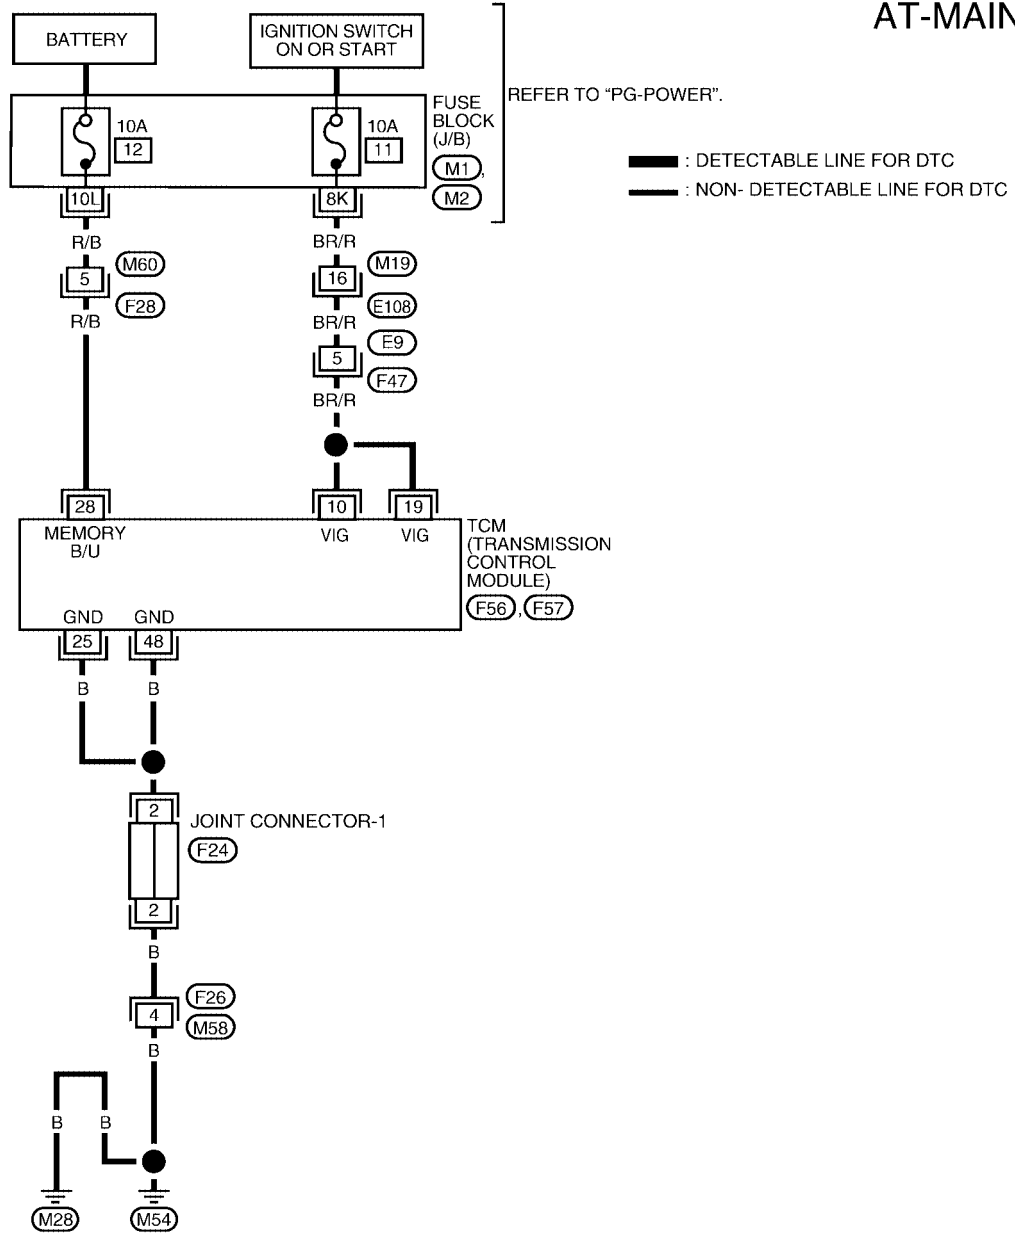 AT-MAIN
BATTERY
IGNITION SWITCH
ON OR START
REFER TO “PG-POWER”.
FUSE
BLOCK
(J/B)
10A
12
10A
11
M1,
M2
: DETECTABLE LINE FOR DTC
: NON- DETECTABLE LINE FOR DTC
10L
8K
R/B
BR/R
M60
5
F28
M19
16
E108
R/B
BR/R
E9
5
F47
BR/R
28
10
19
MEMORY
B/U
VIG
VIG
TCM
(TRANSMISSION
CONTROL
MODULE)
F56, F57
GND
GND
25
48
B
B
2
JOINT CONNECTOR-1
F24
2
B
F26
4
M58
B
B
B
M28
M54